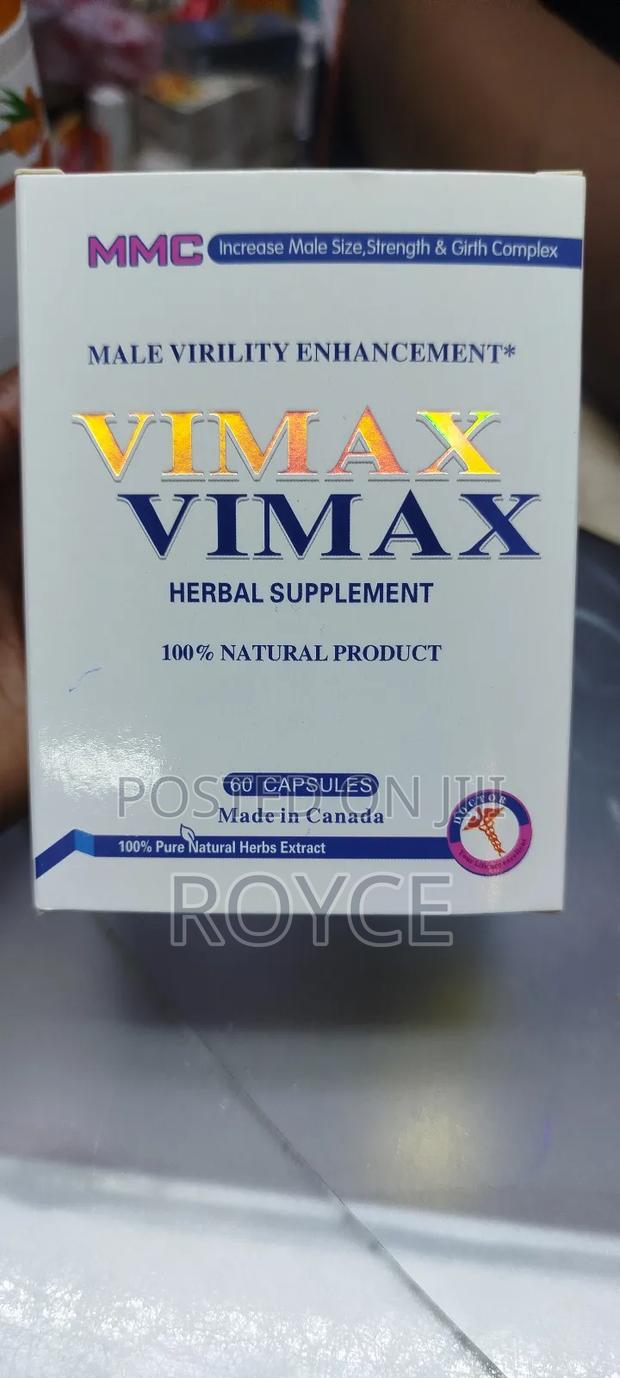 MMC Increase Male Size,Strength & Girth Complex
MALE VIRILITY ENHANCEMENT*
VIMAX
VIMAX
HERBAL SUPPLEMENT
100% NATURAL PRODUCT
60 CAPSULES
POSTED ON JIJI
Made in Canada
DOCTOR
100% Pure Natural Herbs Extract
ROYCE